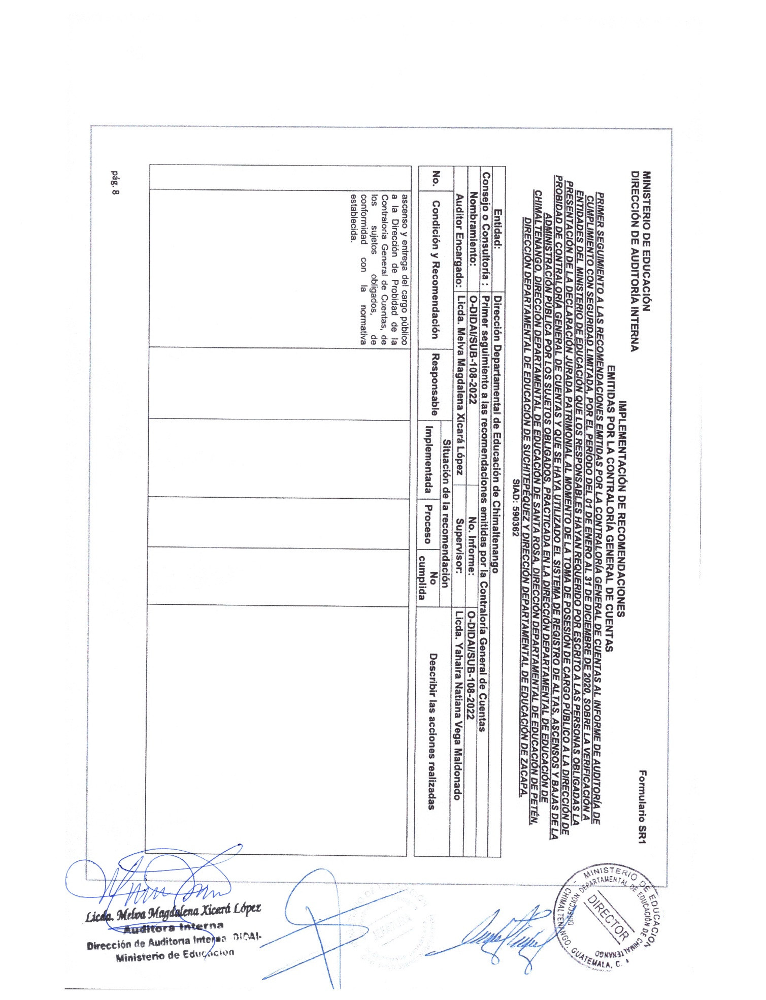 MINISTERIO DE EDUCACIÓN
DIRECCIÓN DE AUDITORÍA INTERNA
Formulario SR1
IMPLEMENTACIÓN DE RECOMENDACIONES
EMITIDAS POR LA CONTRALORÍA GENERAL DE CUENTAS
PRIMER SEGUIMIENTO A LAS RECOMENDACIONES EMITIDAS POR LA CONTRALORÍA GENERAL DE CUENTAS AL INFORME DE AUDITORÍA DE
CUMPLIMIENTO CON SEGURIDAD LIMITADA, POR EL PERÍODO DEL 01 DE ENERO AL 31 DE DICIEMBRE DE 2020, SOBRE LA VERIFICACIÓN A
ENTIDADES DEL MINISTERIO DE EDUCACIÓN QUE LOS RESPONSABLES HAYAN REQUERIDO POR ESCRITO A LAS PERSONAS OBLIGADAS LA
PRESENTACIÓN DE LA DECLARACIÓN JURADA PATRIMONIAL AL MOMENTO DE LA TOMA DE POSESIÓN DE CARGO PÚBLICO A LA DIRECCIÓN DE
PROBIDAD DE CONTRALORÍA GENERAL DE CUENTAS Y QUE SE HAYA UTILIZADO EL SISTEMA DE REGISTRO DE ALTAS, ASCENSOS Y BAJAS DE LA
ADMINISTRACIÓN PÚBLICA POR LOS SUJETOS OBLIGADOS, PRACTICADA EN LA DIRECCIÓN DEPARTAMENTAL DE EDUCACIÓN DE
CHIMALTENANGO, DIRECCIÓN DEPARTAMENTAL DE EDUCACIÓN DE SANTA ROSA, DIRECCIÓN DEPARTAMENTAL DE EDUCACIÓN DE PETÉN,
DIRECCIÓN DEPARTAMENTAL DE EDUCACIÓN DE SUCHITEPÉQUEZ Y DIRECCIÓN DEPARTAMENTAL DE EDUCACIÓN DE ZACAPA.
SIAD: 590362
Entidad: Dirección Departamental de Educación de Chimaltenango
Consejo o Consultoría : Primer seguimiento a las recomendaciones emitidas por la Contraloría General de Cuentas
Nombramiento: O-DIDAI/SUB-108-2022 No. Informe: O-DIDAI/SUB-108-2022
Auditor Encargado: Licda. Melva Magdalena Xicará López Supervisor: Licda. Yahaira Natiana Vega Maldonado
No. Condición y Recomendación Responsable Situación de la recomendación Describir las acciones realizadas
Implementada Proceso No cumplida
ascenso y entrega del cargo público
a la Dirección de Probidad de la
Contraloría General de Cuentas, de
los sujetos obligados, de
conformidad con la normativa
establecida.
pág. 8
Licda. Melva Magdalena Xicará López
Auditora Interna
Dirección de Auditoria Interna -DIDAI-
Ministerio de Educación
MINISTERIO DE EDUCACION
DIRECCIÓN DEPARTAMENTAL DE EDUCACIÓN DE CHIMALTENANGO
DIRECTOR
CHIMALTENANGO, GUATEMALA, C. A